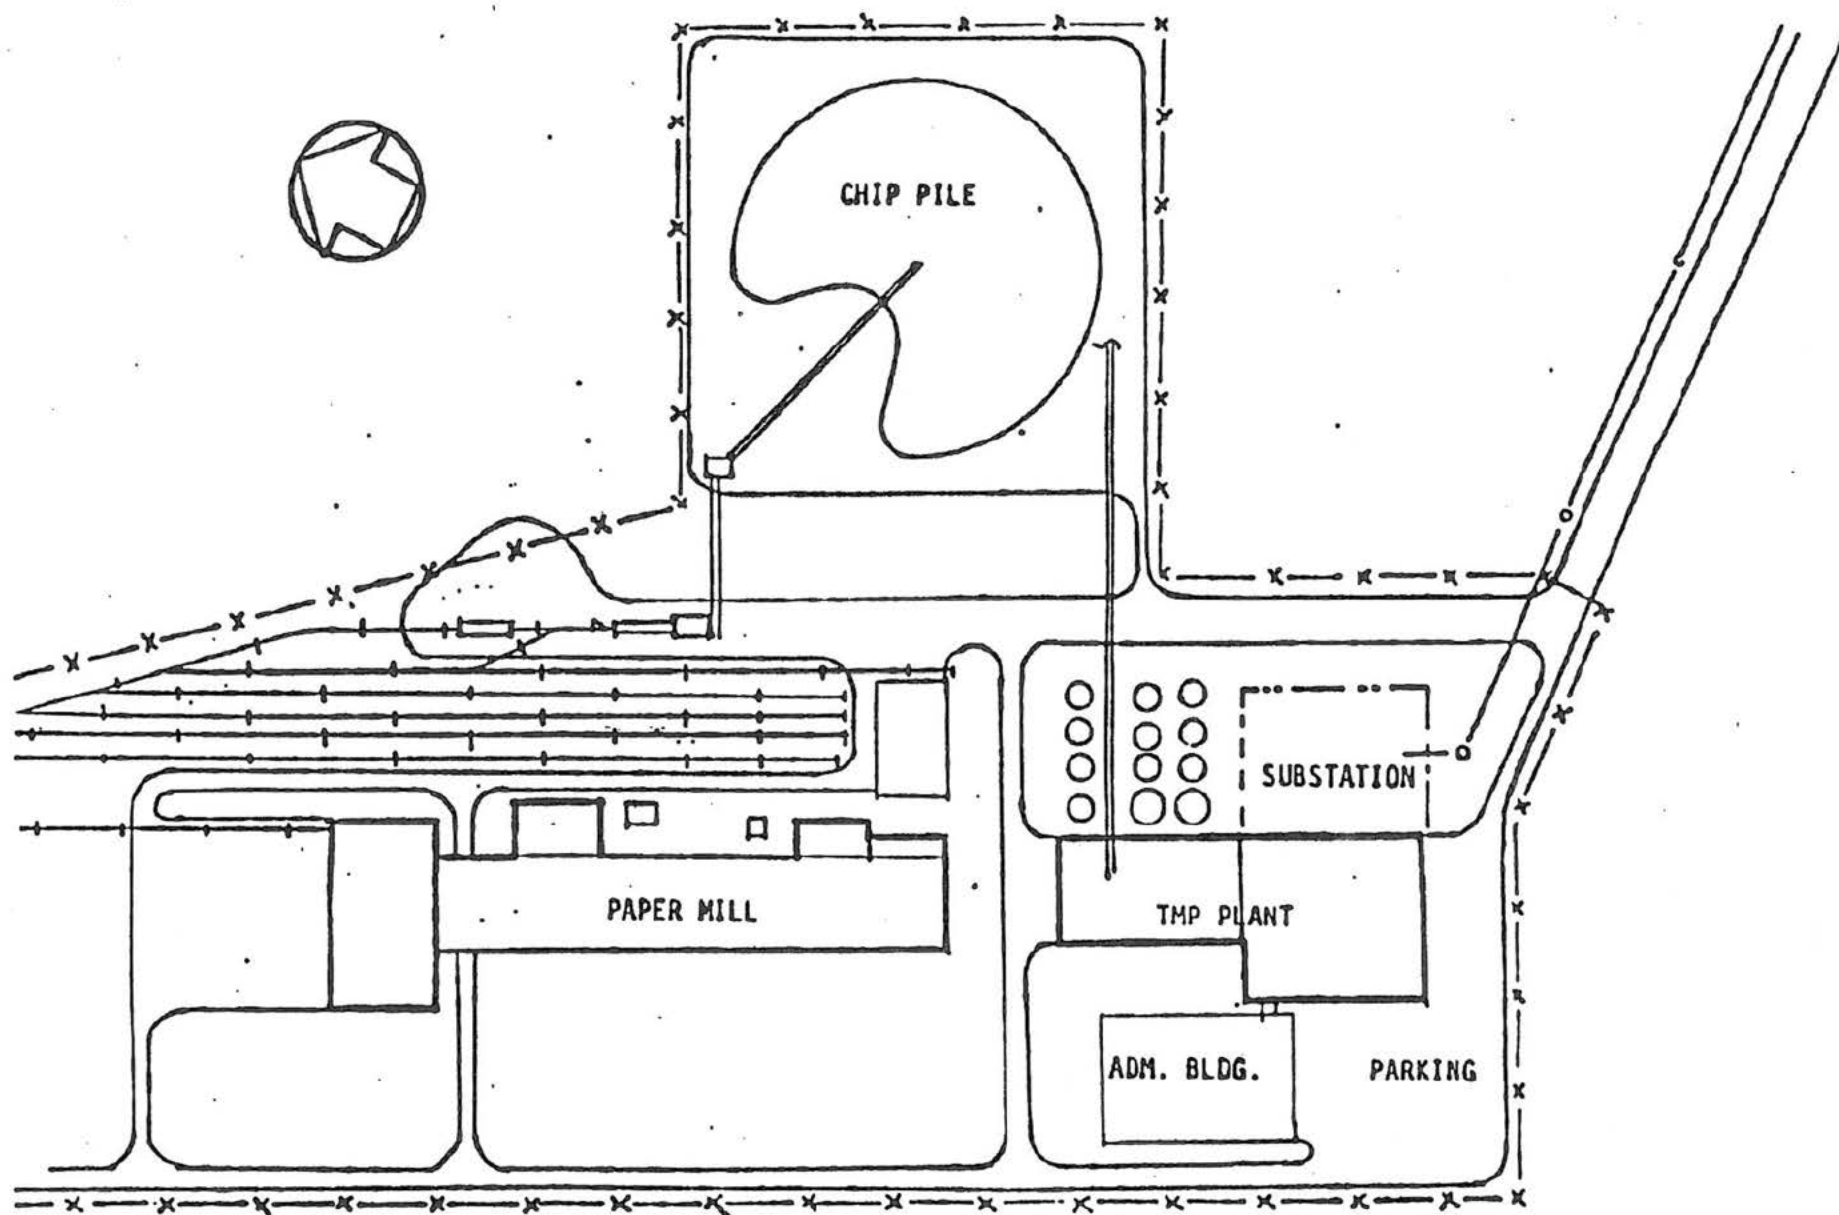 CHIP PILE
SUBSTATION
PAPER MILL
TMP PLANT
ADM. BLDG.
PARKING